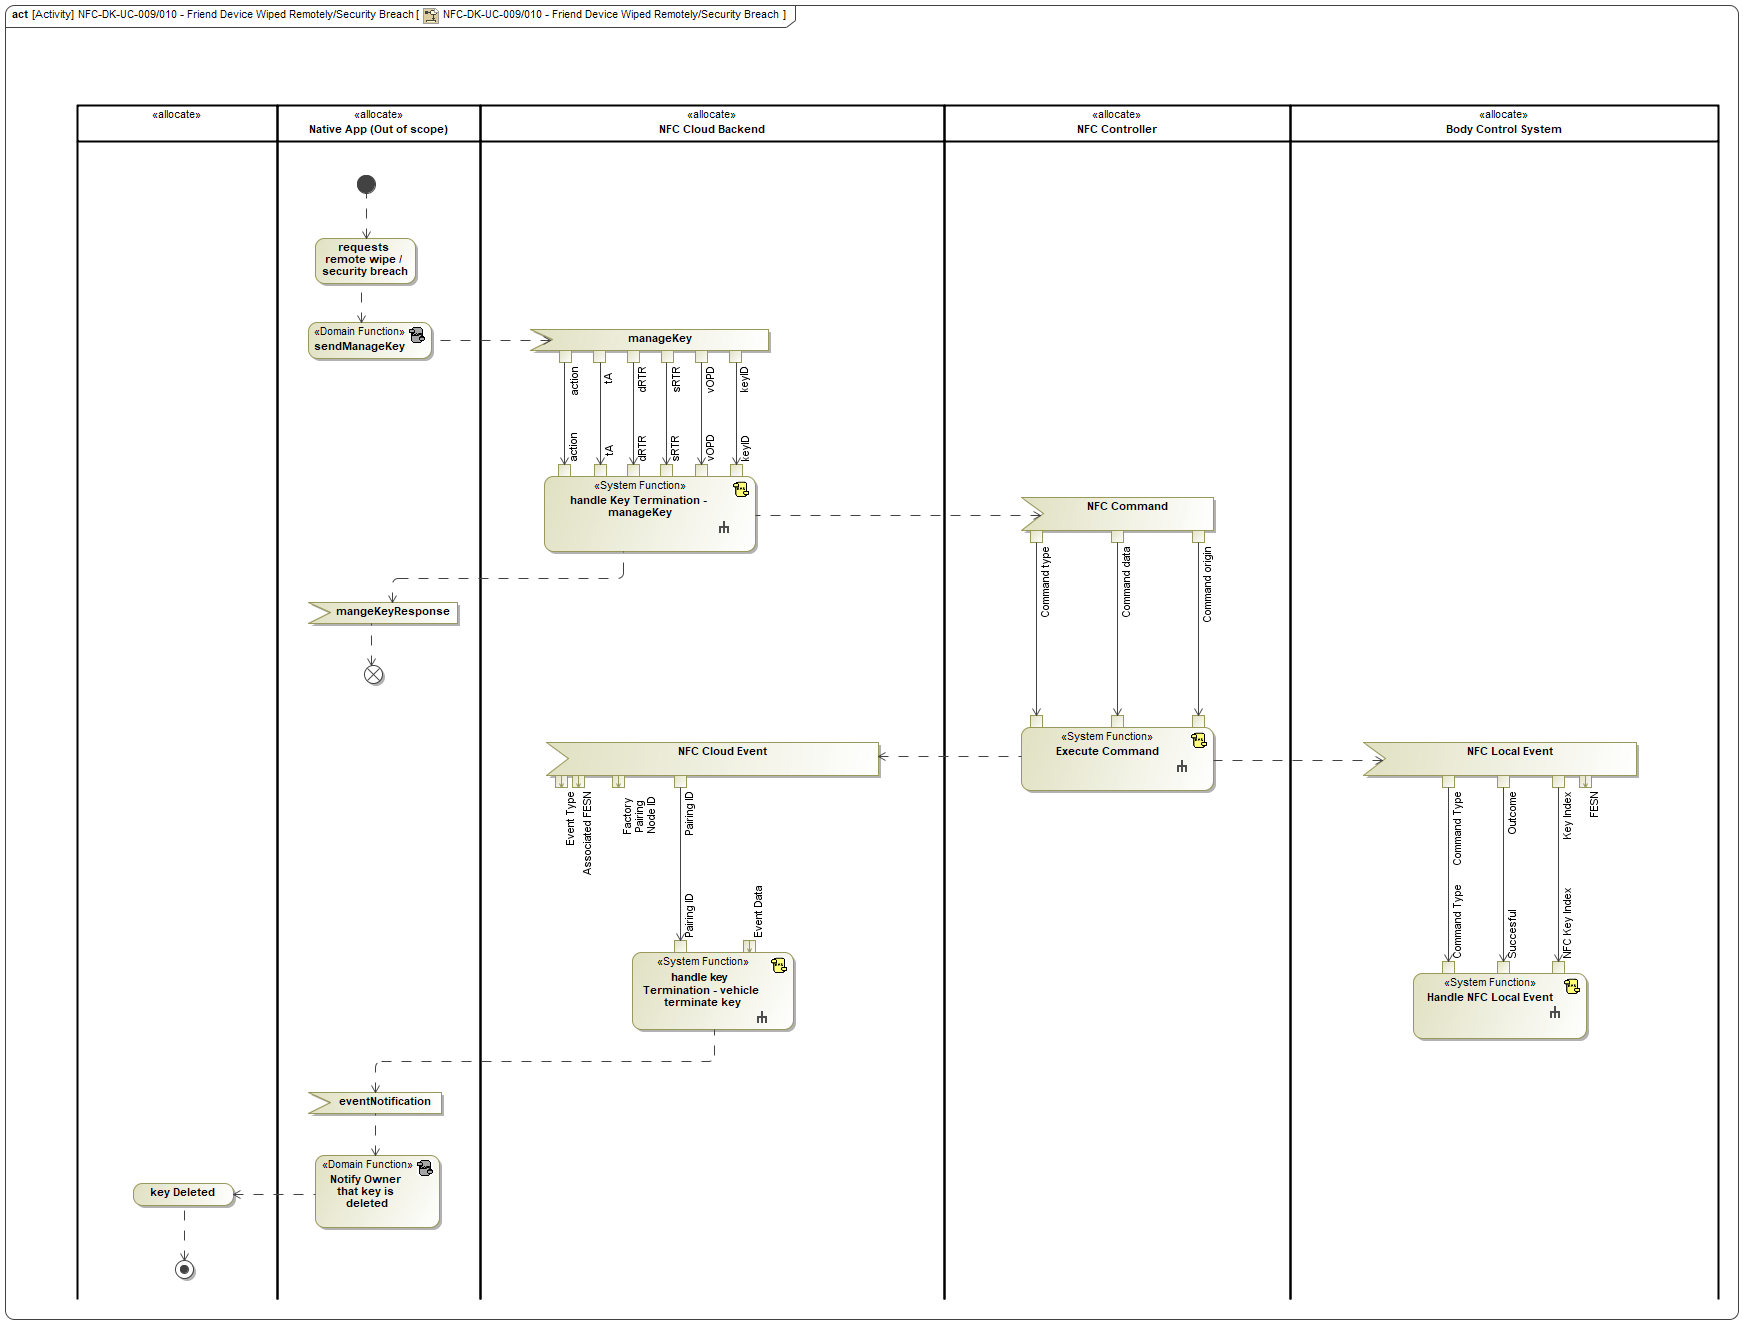 act [Activity] NFC-DK-UC-009/010 - Friend Device Wiped Remotely/Security Breach [ NFC-DK-UC-009/010 - Friend Device Wiped Remotely/Security Breach ]
«allocate»
«allocate»
Native App (Out of scope)
«allocate»
NFC Cloud Backend
«allocate»
NFC Controller
«allocate»
Body Control System
requests
remote wipe /
security breach
«Domain Function»
sendManageKey
manageKey
action
tA
dRTR
sRTR
vOPD
keyID
action
tA
dRTR
sRTR
vOPD
keyID
«System Function»
handle Key Termination -
manageKey
NFC Command
Command type
Command data
Command origin
mangeKeyResponse
«System Function»
Execute Command
NFC Cloud Event
Event Type
Associated FESN
Factory
Pairing
Node ID
Pairing ID
Pairing ID
Event Data
«System Function»
handle key
Termination - vehicle
terminate key
NFC Local Event
Command Type
Outcome
Key Index
FESN
Command Type
Succesful
NFC Key Index
«System Function»
Handle NFC Local Event
eventNotification
«Domain Function»
Notify Owner
that key is
deleted
key Deleted